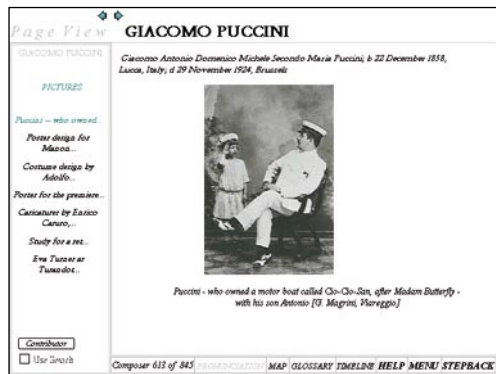 Page View
GIACOMO PUCCINI
GIACOMO PUCCINI
PICTURES
Puccini – who owned..
Poster design for
Manon...
Costume design by
Adolfo...
Poster for the premiere...
Caricatures by Enrico
Caruso,...
Study for a set...
Eva Turner as
Turandot...
Contributor
Use Search
Giacomo Antonio Domenico Michele Secondo Maria Puccini; b 22 December 1858,
Lucca, Italy; d 29 November 1924, Brussels
Puccini - who owned a motor boat called Cio-Cio-San, after Madam Butterfly -
with his son Antonio [G. Magrini, Viareggio]
Composer 613 of 845 PRONUNCIATION MAP GLOSSARY TIMELINE HELP MENU STEPBACK